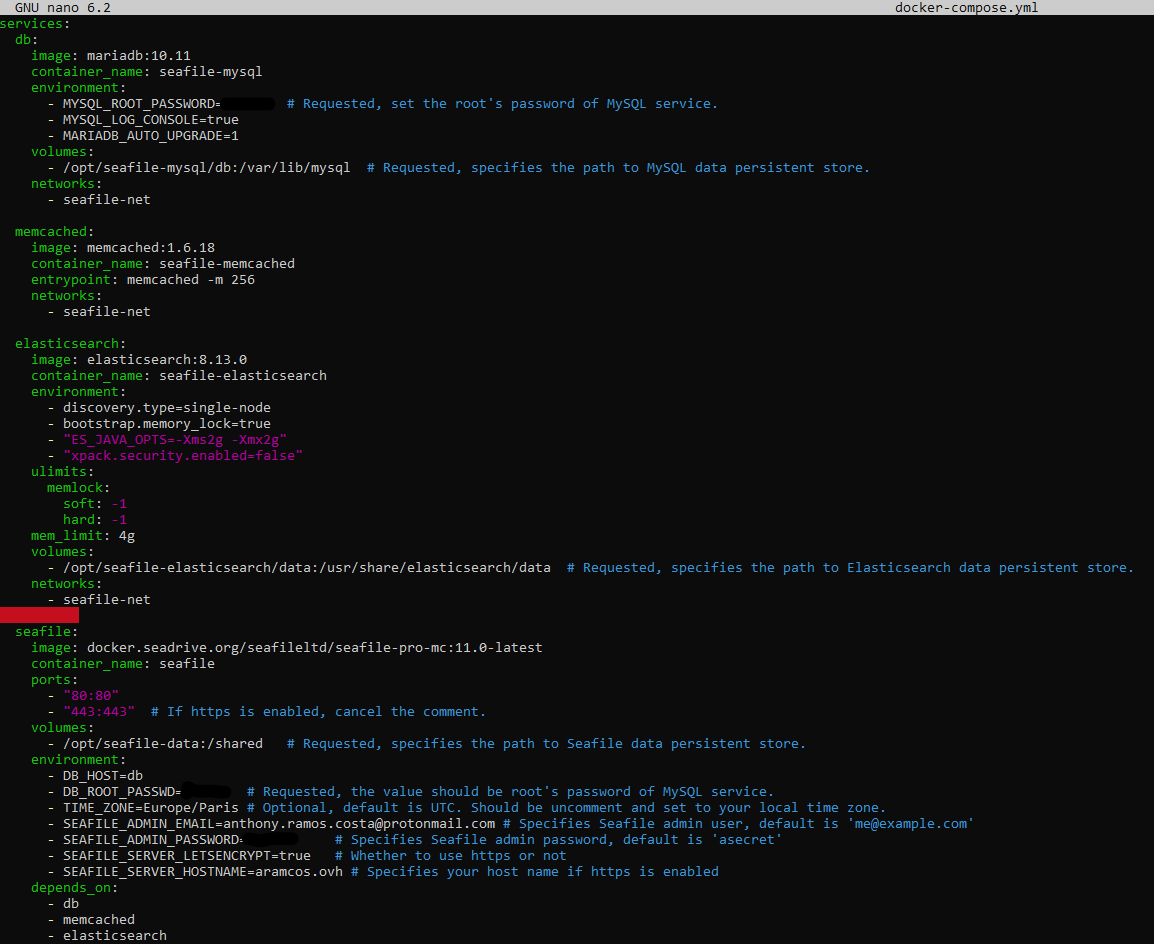 GNU nano 6.2 docker-compose.yml
services:
  db:
    image: mariadb:10.11
    container_name: seafile-mysql
    environment:
      - MYSQL_ROOT_PASSWORD= # Requested, set the root's password of MySQL service.
      - MYSQL_LOG_CONSOLE=true
      - MARIADB_AUTO_UPGRADE=1
    volumes:
      - /opt/seafile-mysql/db:/var/lib/mysql  # Requested, specifies the path to MySQL data persistent store.
    networks:
      - seafile-net
  memcached:
    image: memcached:1.6.18
    container_name: seafile-memcached
    entrypoint: memcached -m 256
    networks:
      - seafile-net
  elasticsearch:
    image: elasticsearch:8.13.0
    container_name: seafile-elasticsearch
    environment:
      - discovery.type=single-node
      - bootstrap.memory_lock=true
      - "ES_JAVA_OPTS=-Xms2g -Xmx2g"
      - "xpack.security.enabled=false"
    ulimits:
      memlock:
        soft: -1
        hard: -1
    mem_limit: 4g
    volumes:
      - /opt/seafile-elasticsearch/data:/usr/share/elasticsearch/data  # Requested, specifies the path to Elasticsearch data persistent store.
    networks:
      - seafile-net
  seafile:
    image: docker.seadrive.org/seafileltd/seafile-pro-mc:11.0-latest
    container_name: seafile
    ports:
      - "80:80"
      - "443:443"  # If https is enabled, cancel the comment.
    volumes:
      - /opt/seafile-data:/shared   # Requested, specifies the path to Seafile data persistent store.
    environment:
      - DB_HOST=db
      - DB_ROOT_PASSWD= # Requested, the value should be root's password of MySQL service.
      - TIME_ZONE=Europe/Paris # Optional, default is UTC. Should be uncomment and set to your local time zone.
      - SEAFILE_ADMIN_EMAIL=anthony.ramos.costa@protonmail.com # Specifies Seafile admin user, default is 'me@example.com'
      - SEAFILE_ADMIN_PASSWORD= # Specifies Seafile admin password, default is 'asecret'
      - SEAFILE_SERVER_LETSENCRYPT=true   # Whether to use https or not
      - SEAFILE_SERVER_HOSTNAME=aramcos.ovh # Specifies your host name if https is enabled
    depends_on:
      - db
      - memcached
      - elasticsearch